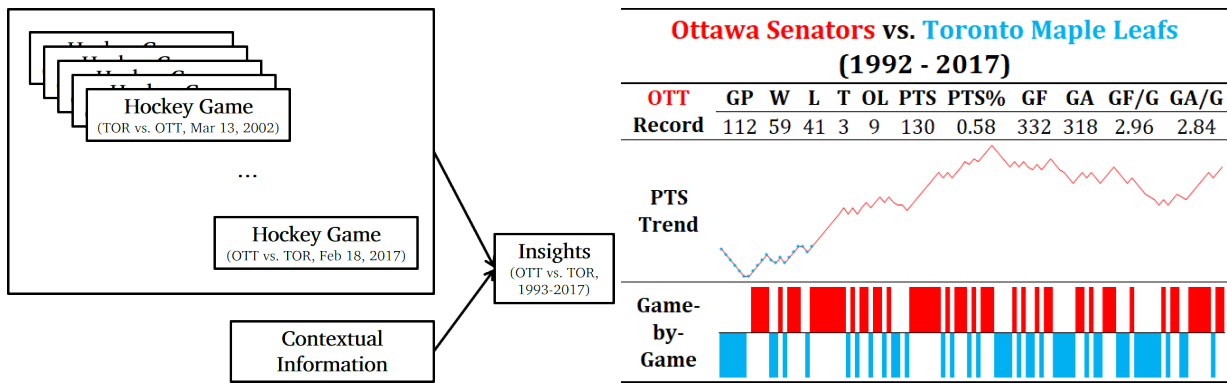 Hockey Game
(TOR vs. OTT, Mar 13, 2002)
...
Hockey Game
(OTT vs. TOR, Feb 18, 2017)
Insights
(OTT vs. TOR,
1993-2017)
Contextual
Information
Ottawa Senators vs. Toronto Maple Leafs
(1992 - 2017)
OTT GP W L T OL PTS PTS% GF GA GF/G GA/G
Record 112 59 41 3 9 130 0.58 332 318 2.96 2.84
PTS
Trend
Game-
by-
Game